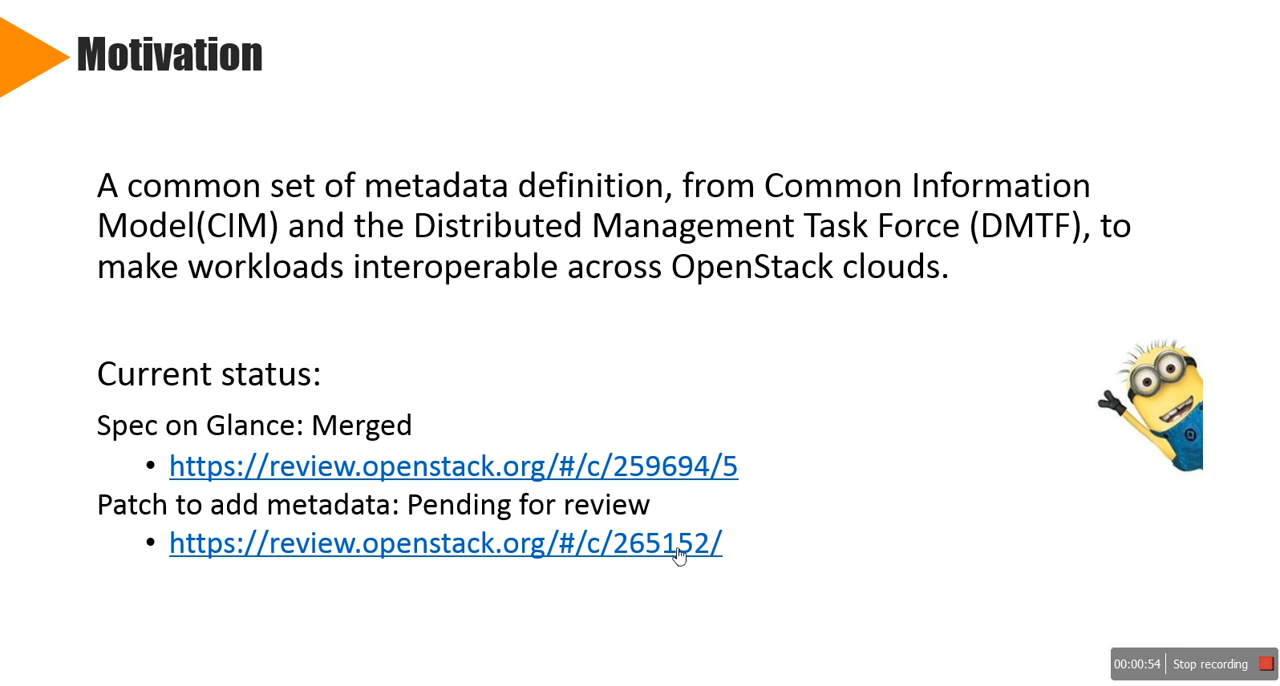 Motivation
A common set of metadata definition, from Common Information
Model(CIM) and the Distributed Management Task Force (DMTF), to
make workloads interoperable across OpenStack clouds.
Current status:
Spec on Glance: Merged
• https://review.openstack.org/#/c/259694/5
Patch to add metadata: Pending for review
• https://review.openstack.org/#/c/265152/
00:00:54 Stop recording